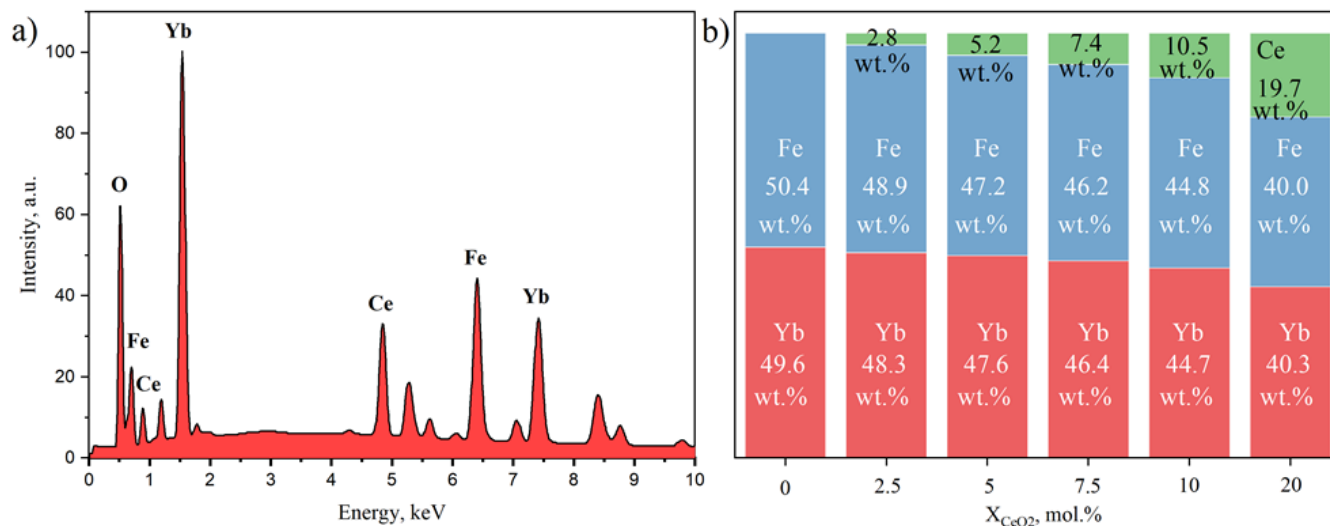 a)
Intensity, a.u.
100
80
60
40
20
0
O
Fe
Ce
Yb
Ce
Fe
Yb
0 1 2 3 4 5 6 7 8 9 10
Energy, keV
b)
2.8
wt.%
5.2
wt.%
7.4
wt.%
10.5
wt.%
Ce
19.7
wt.%
Fe
50.4
wt.%
Fe
48.9
wt.%
Fe
47.2
wt.%
Fe
46.2
wt.%
Fe
44.8
wt.%
Fe
40.0
wt.%
Yb
49.6
wt.%
Yb
48.3
wt.%
Yb
47.6
wt.%
Yb
46.4
wt.%
Yb
44.7
wt.%
Yb
40.3
wt.%
0 2.5 5 7.5 10 20
X_CeO2, mol.%